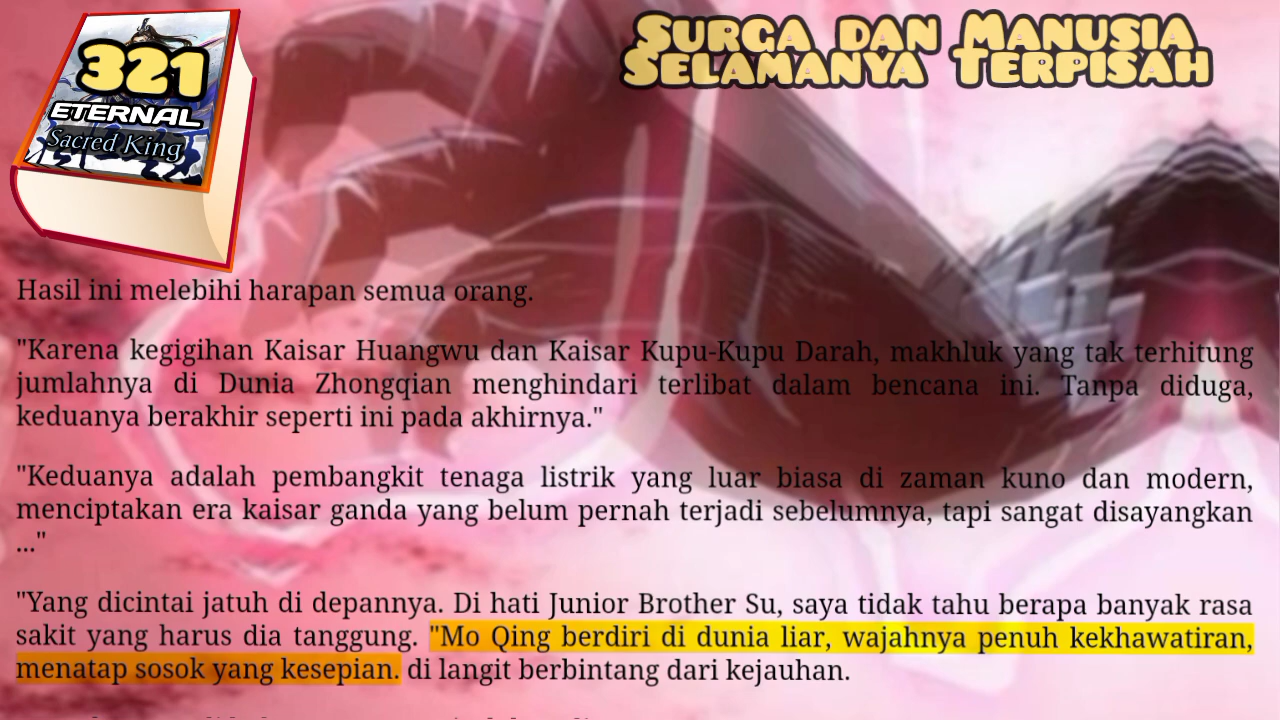 321
ETERNAL
Sacred King
SURGA DAN MANUSIA
SELAMANYA TERPISAH
Hasil ini melebihi harapan semua orang.
"Karena kegigihan Kaisar Huangwu dan Kaisar Kupu-Kupu Darah, makhluk yang tak terhitung
jumlahnya di Dunia Zhongqian menghindari terlibat dalam bencana ini. Tanpa diduga,
keduanya berakhir seperti ini pada akhirnya."
"Keduanya adalah pembangkit tenaga listrik yang luar biasa di zaman kuno dan modern,
menciptakan era kaisar ganda yang belum pernah terjadi sebelumnya, tapi sangat disayangkan
..."
"Yang dicintai jatuh di depannya. Di hati Junior Brother Su, saya tidak tahu berapa banyak rasa
sakit yang harus dia tanggung. "Mo Qing berdiri di dunia liar, wajahnya penuh kekhawatiran,
menatap sosok yang kesepian. di langit berbintang dari kejauhan.